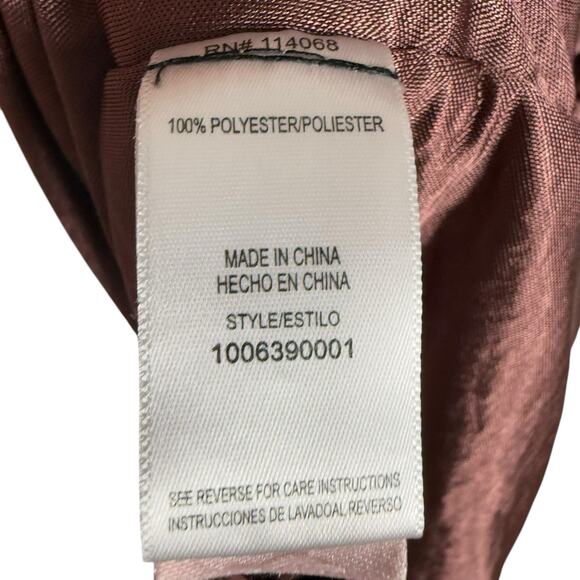 RN# 114068
100% POLYESTER/POLIESTER
MADE IN CHINA
HECHO EN CHINA
STYLE/ESTILO
1006390001
SEE REVERSE FOR CARE INSTRUCTIONS
INSTRUCCIONES DE LAVADOAL REVERSO